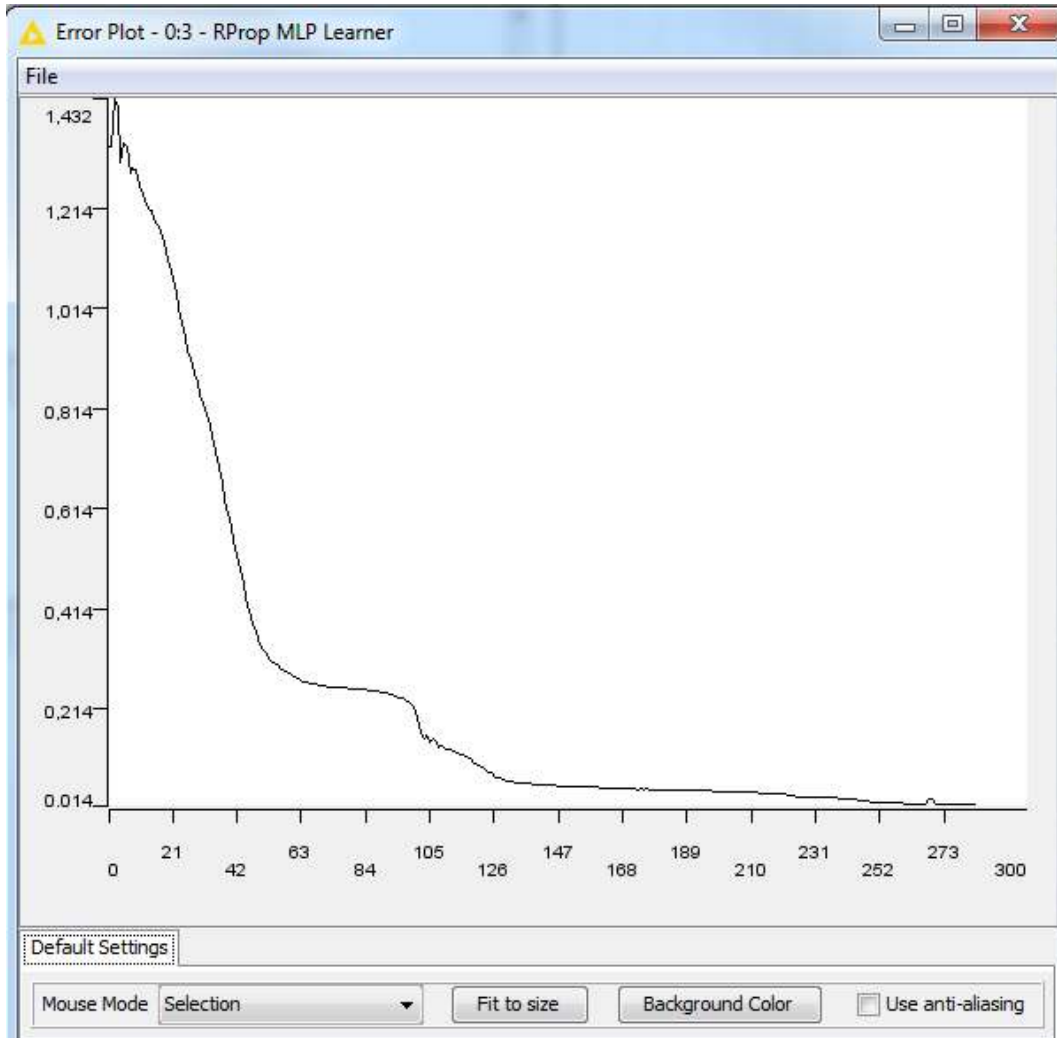 Error Plot - 0:3 - RProp MLP Learner
File
1,432
1,214
1,014
0,814
0,614
0,414
0,214
0.014
21 63 105 147 189 231 273
0 42 84 126 168 210 252 300
Default Settings
Mouse Mode Selection Fit to size Background Color Use anti-aliasing